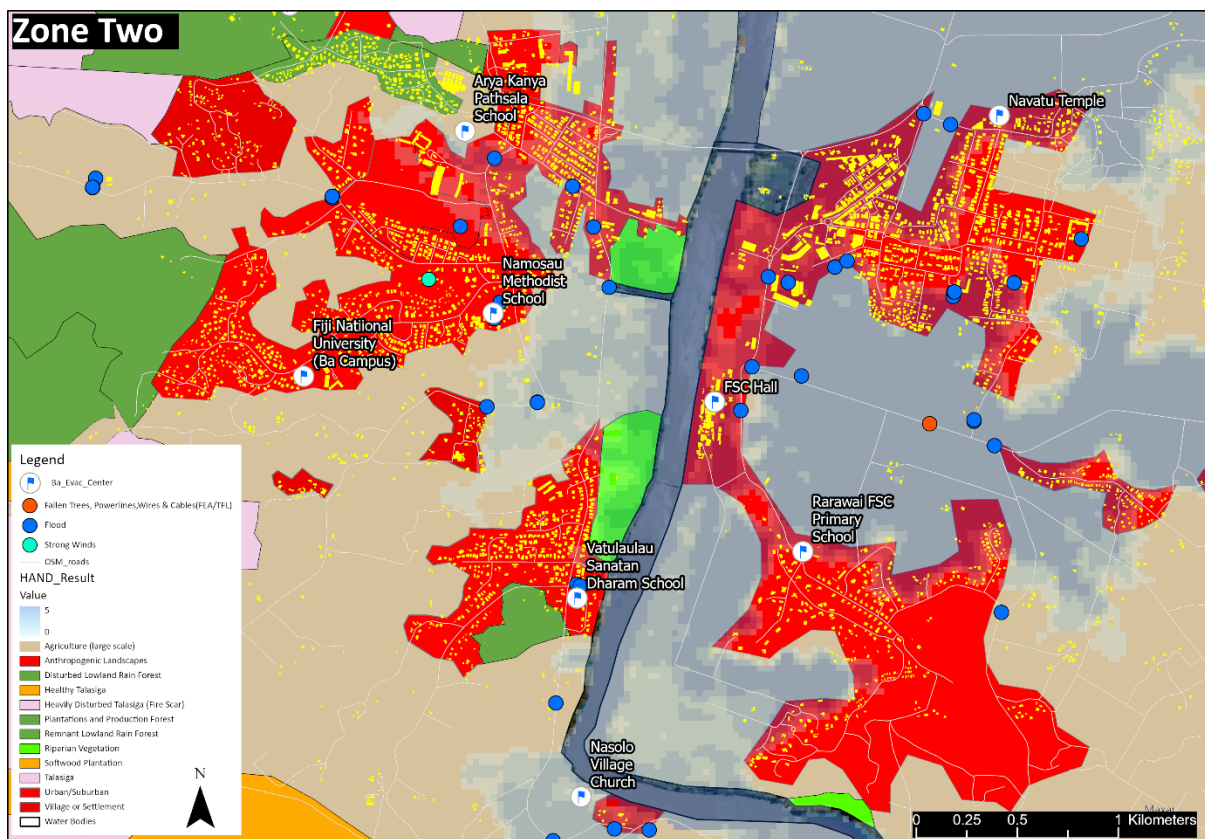 Zone Two
Arya Kanya
Pathsala
School
Navatu Temple
Namosau
Methodist
School
Fiji Natiional
University
(Ba Campus)
FSC Hall
Rarawai FSC
Primary
School
Vatulaulau
Sanatan
Dharam School
Nasolo
Village
Church
Legend
Ba_Evac_Center
Fallen Trees, Powerlines,Wires & Cables(FEA/TFL)
Flood
Strong Winds
OSM_roads
HAND_Result
Value
5
0
Agriculture (large scale)
Anthropogenic Landscapes
Disturbed Lowland Rain Forest
Healthy Talasiga
Heavily Disturbed Talasiga (Fire Scar)
Plantations and Production Forest
Remnant Lowland Rain Forest
Riparian Vegetation
Softwood Plantation
Talasiga
Urban/Suburban
Village or Settlement
Water Bodies
N
Maxar
0 0.25 0.5 1 Kilometers